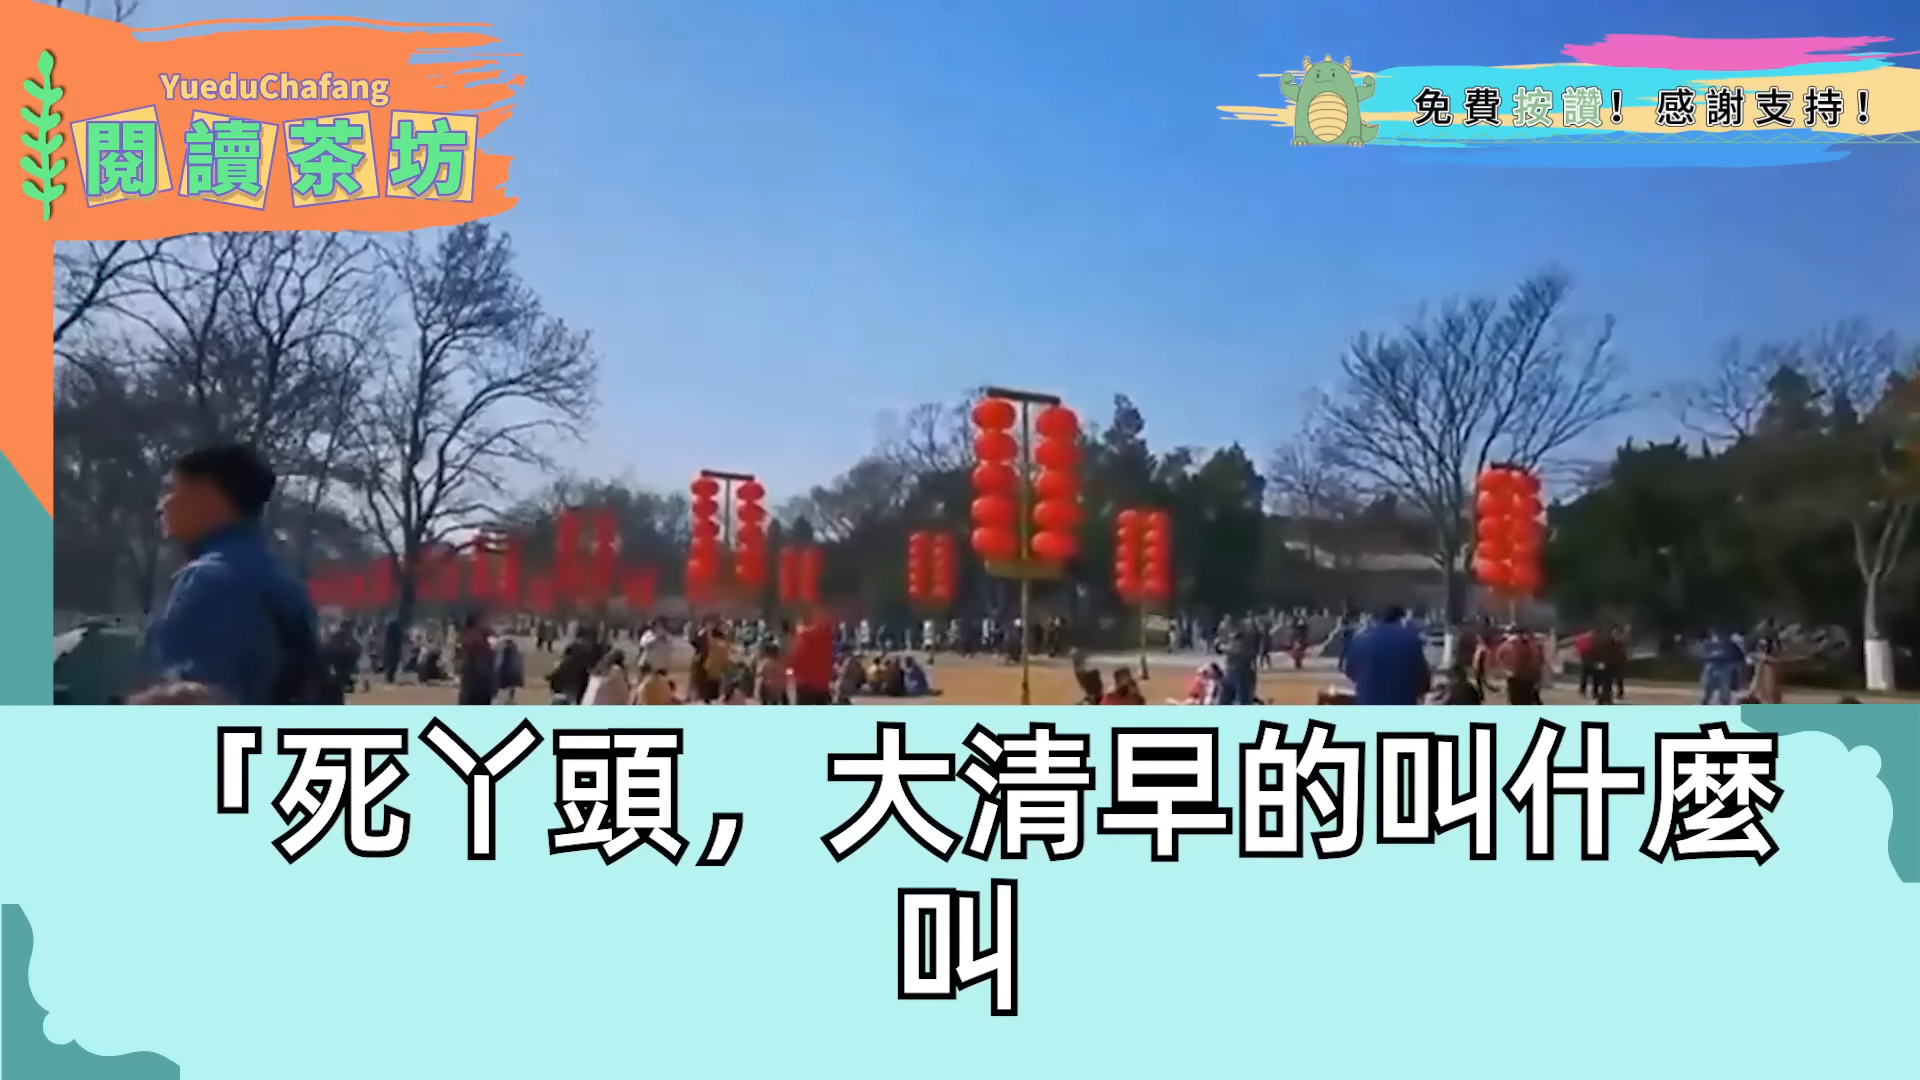 YueduChafang
閱讀茶坊
免費按讚！感謝支持！
「死丫頭，大清早的叫什麼
叫